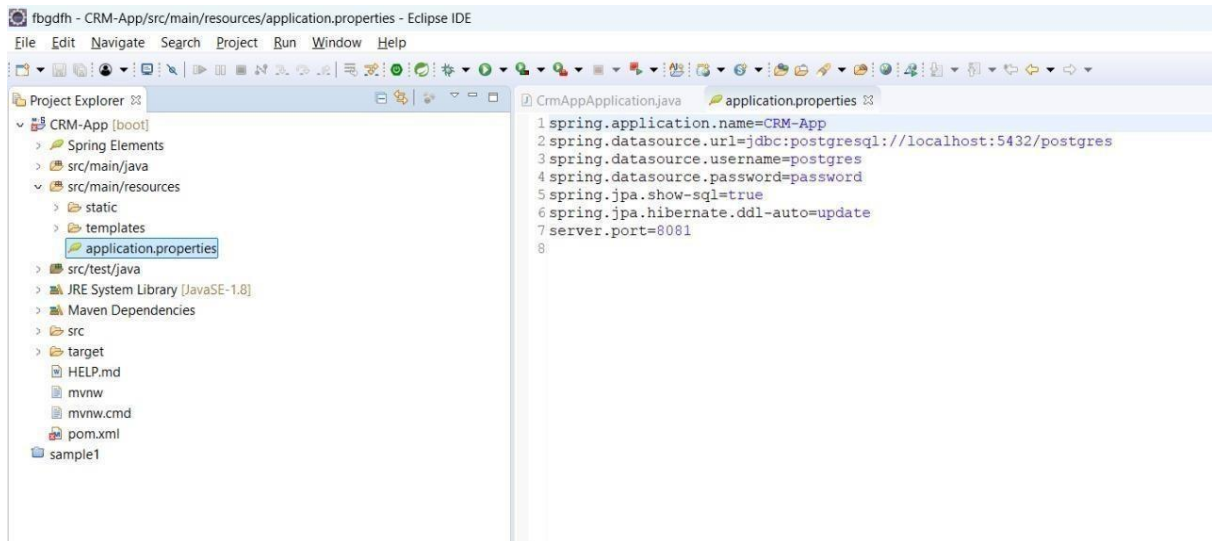 fbgdfh - CRM-App/src/main/resources/application.properties - Eclipse IDE
File Edit Navigate Search Project Run Window Help
Project Explorer
CRM-App [boot]
Spring Elements
src/main/java
src/main/resources
static
templates
application.properties
src/test/java
JRE System Library [JavaSE-1.8]
Maven Dependencies
src
target
HELP.md
mvnw
mvnw.cmd
pom.xml
sample1
CrmAppApplication.java application.properties
1 spring.application.name=CRM-App
2 spring.datasource.url=jdbc:postgresql://localhost:5432/postgres
3 spring.datasource.username=postgres
4 spring.datasource.password=password
5 spring.jpa.show-sql=true
6 spring.jpa.hibernate.ddl-auto=update
7 server.port=8081
8